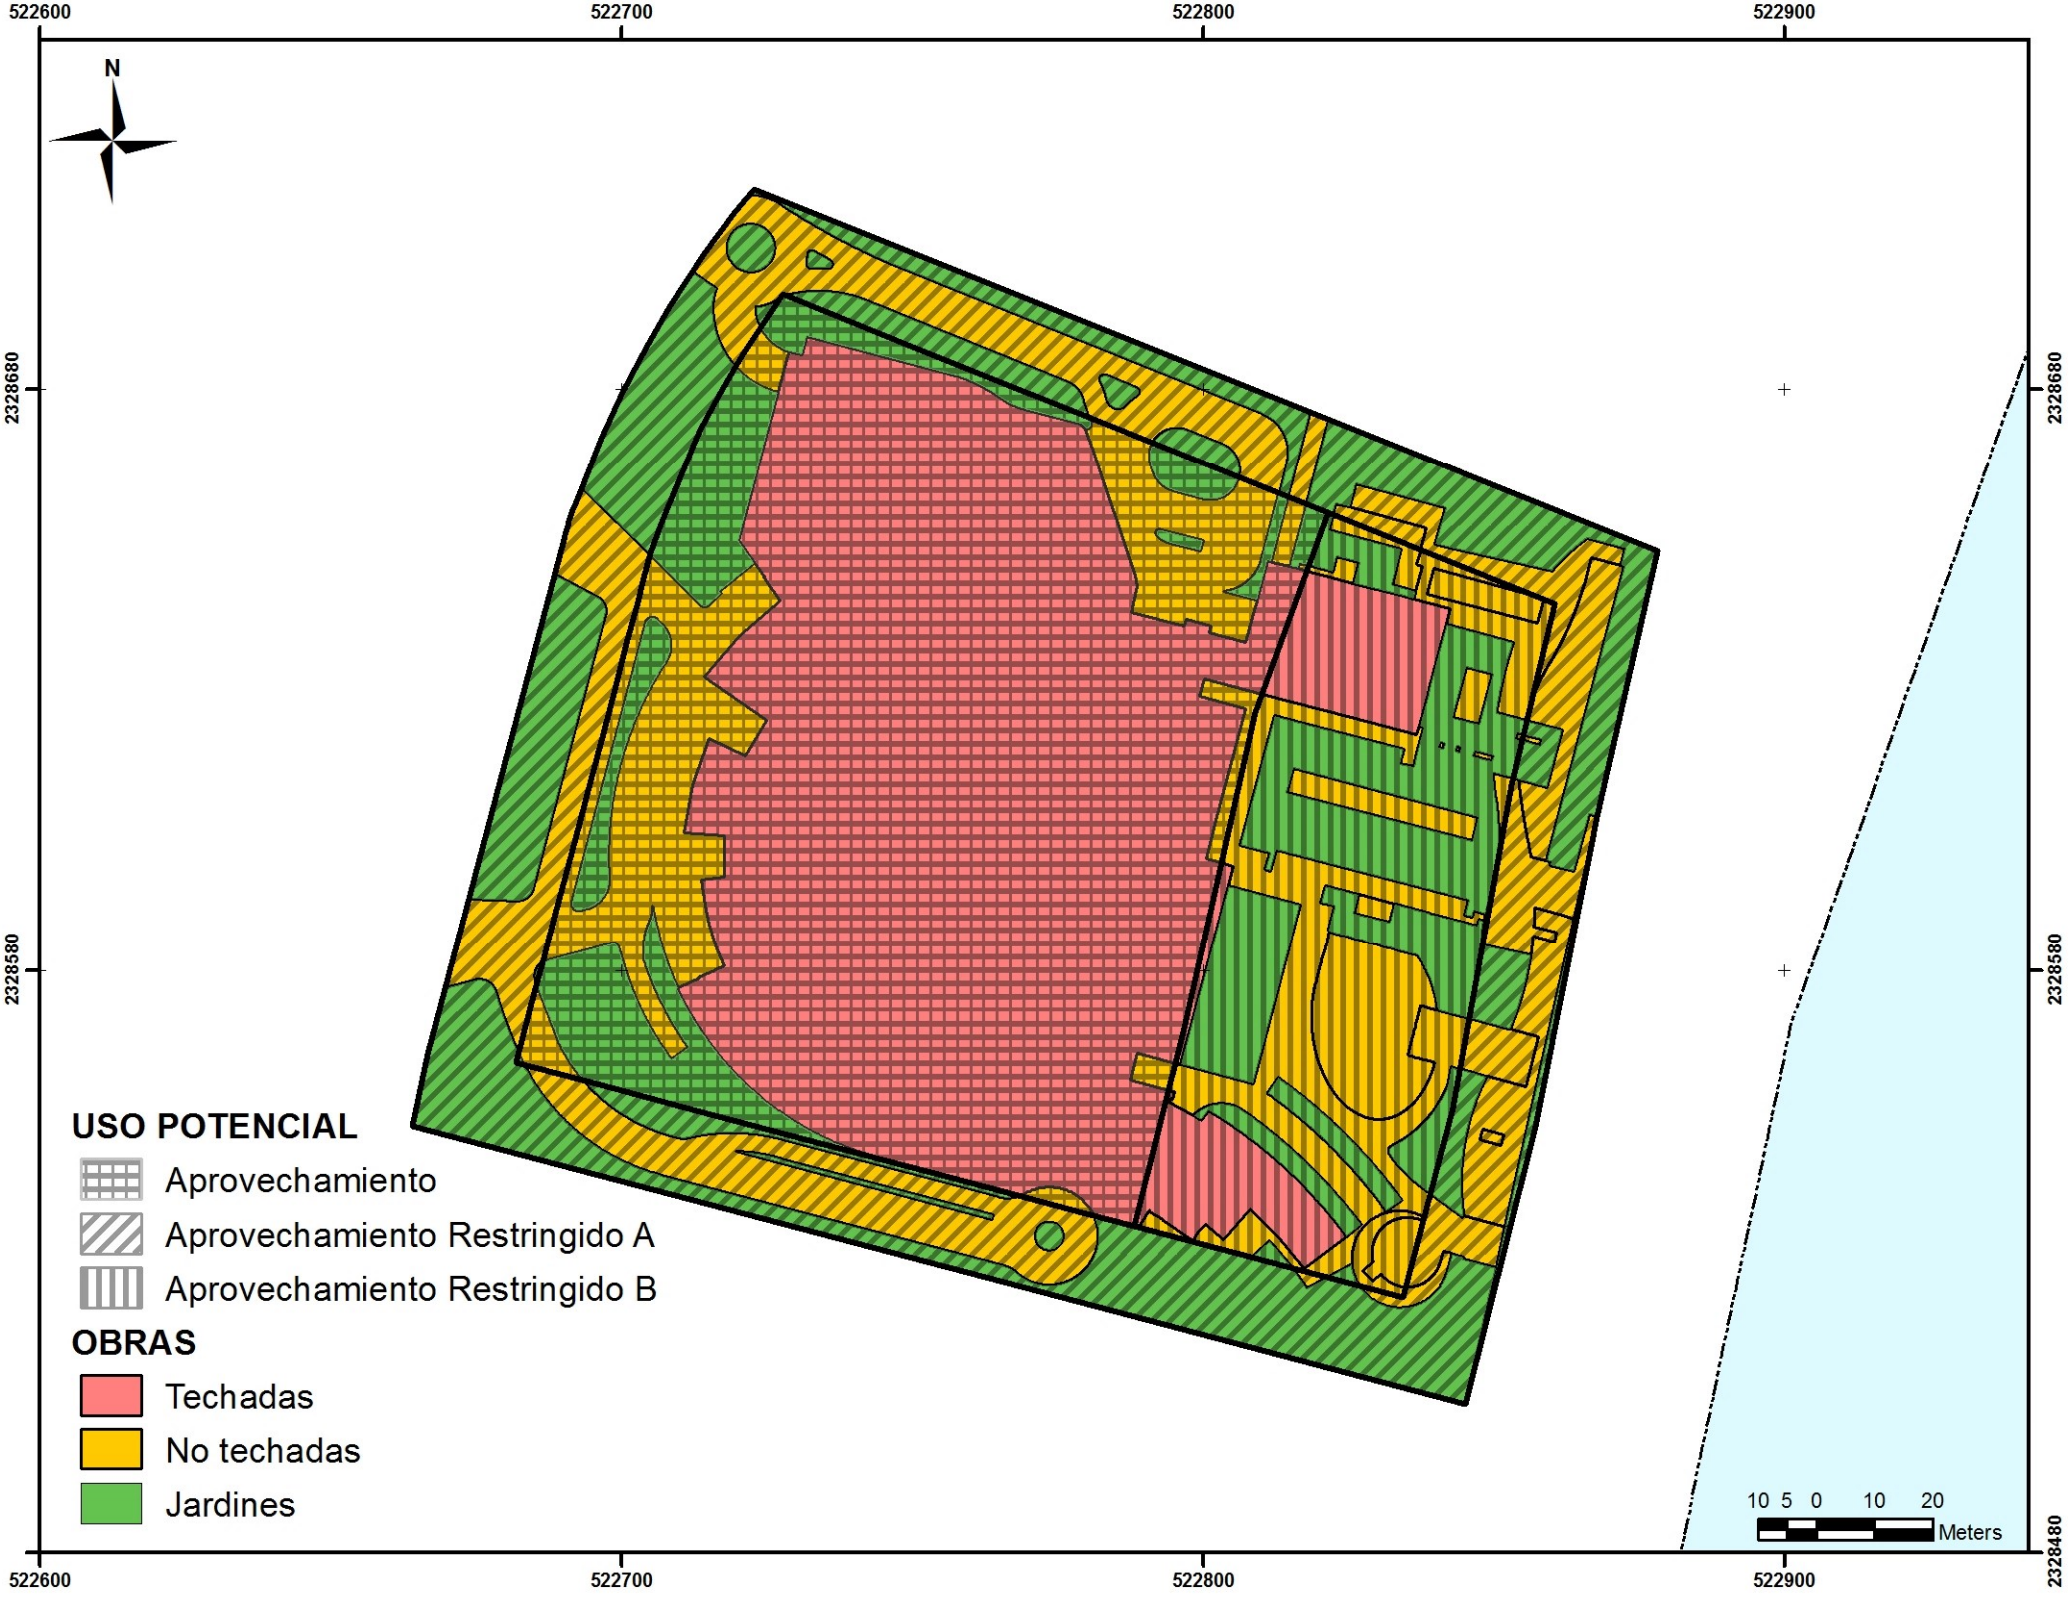 522600
522700
522800
522900
N
2328680
2328680
2328580
2328580
USO POTENCIAL
Aprovechamiento
Aprovechamiento Restringido A
Aprovechamiento Restringido B
OBRAS
Techadas
No techadas
Jardines
10 5 0 10 20
Meters
2328480
522600
522700
522800
522900